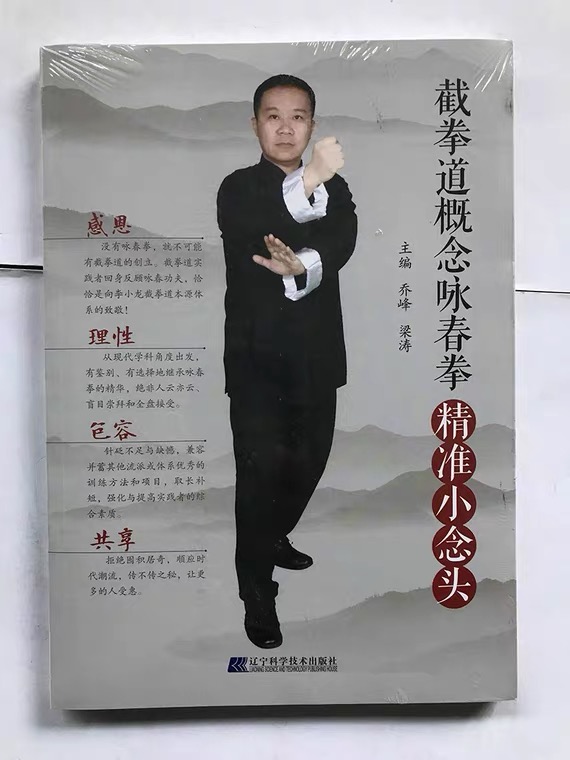 截拳道概念咏春拳
精准小念头
主编 乔峰 梁涛
感恩
没有咏春拳，就不可能
有截拳道的创立。截拳道实
践者回身反顾咏春功夫，恰
恰是向李小龙截拳道本源体
系的致敬！
理性
从现代学科角度出发，
有鉴别、有选择地继承咏春
拳的精华，绝非人云亦云、
盲目崇拜和全盘接受。
包容
针砭不足与缺憾，兼容
并蓄其他流派或体系优秀的
训练方法和项目，取长补
短，强化与提高实践者的综
合素质。
共享
拒绝囤积居奇，顺应时
代潮流，传不传之秘，让更
多的人受惠。
辽宁科学技术出版社
LIAONING SCIENCE AND TECHNOLOGY PUBLISHING HOUSE